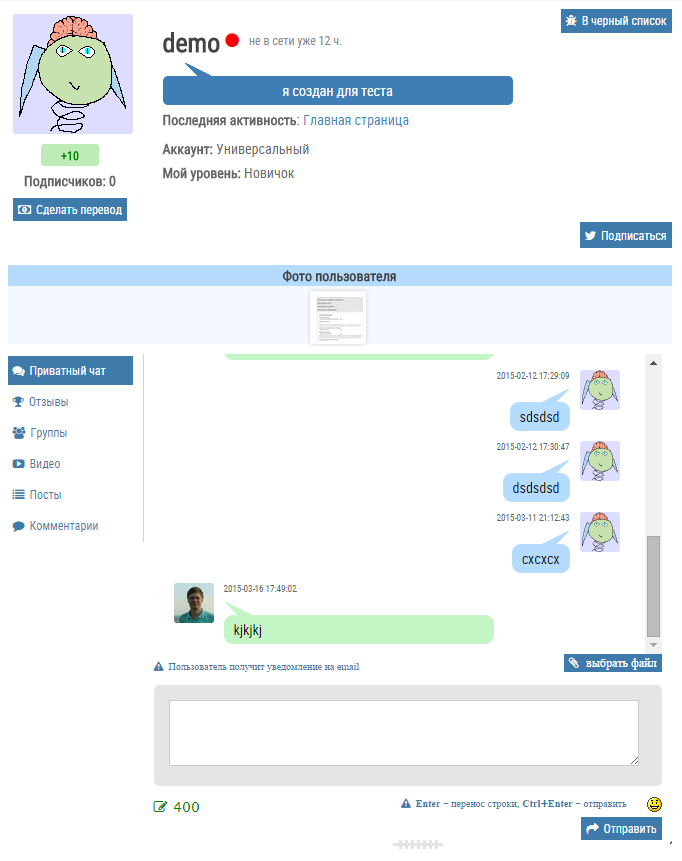 В черный список
demo
не в сети уже 12 ч.
я создан для теста
Последняя активность: Главная страница
Аккаунт: Универсальный
Мой уровень: Новичок
+10
Подписчиков: 0
Сделать перевод
Подписаться
Фото пользователя
Приватный чат
Отзывы
Группы
Видео
Посты
Комментарии
2015-02-12 17:29:09
sdsdsd
2015-02-12 17:30:47
dsdsdsd
2015-03-11 21:12:43
cxcxcx
2015-03-16 17:49:02
kjkjkj
Пользователь получит уведомление на email
выбрать файл
400
Enter - перенос строки, Ctrl+Enter - отправить
Отправить